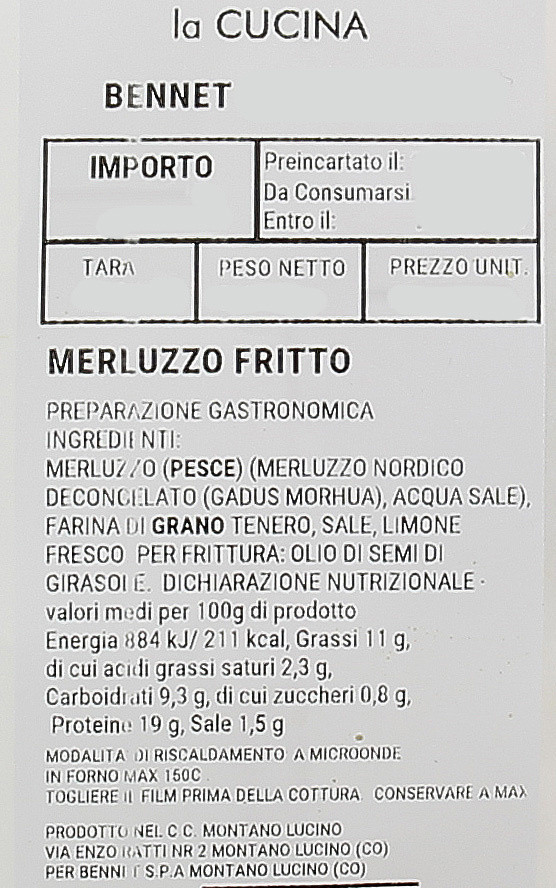 la CUCINA
BENNET
IMPORTO
Preincartato il:
Da Consumarsi
Entro il:
TARA
PESO NETTO
PREZZO UNIT.
MERLUZZO FRITTO
PREPARAZIONE GASTRONOMICA
INGREDIENTI:
MERLUZZO (PESCE) (MERLUZZO NORDICO
DECONGELATO (GADUS MORHUA), ACQUA SALE),
FARINA DI GRANO TENERO, SALE, LIMONE
FRESCO PER FRITTURA: OLIO DI SEMI DI
GIRASOLE. DICHIARAZIONE NUTRIZIONALE -
valori medi per 100g di prodotto
Energia 884 kJ/ 211 kcal, Grassi 11 g,
di cui acidi grassi saturi 2,3 g,
Carboidrati 9,3 g, di cui zuccheri 0,8 g,
Proteine 19 g, Sale 1,5 g
MODALITA' DI RISCALDAMENTO A MICROONDE
IN FORNO MAX 150C
TOGLIERE IL FILM PRIMA DELLA COTTURA. CONSERVARE A MAX
PRODOTTO NEL C C. MONTANO LUCINO
VIA ENZO RATTI NR 2 MONTANO LUCINO (CO)
PER BENNET S.P.A MONTANO LUCINO (CO)